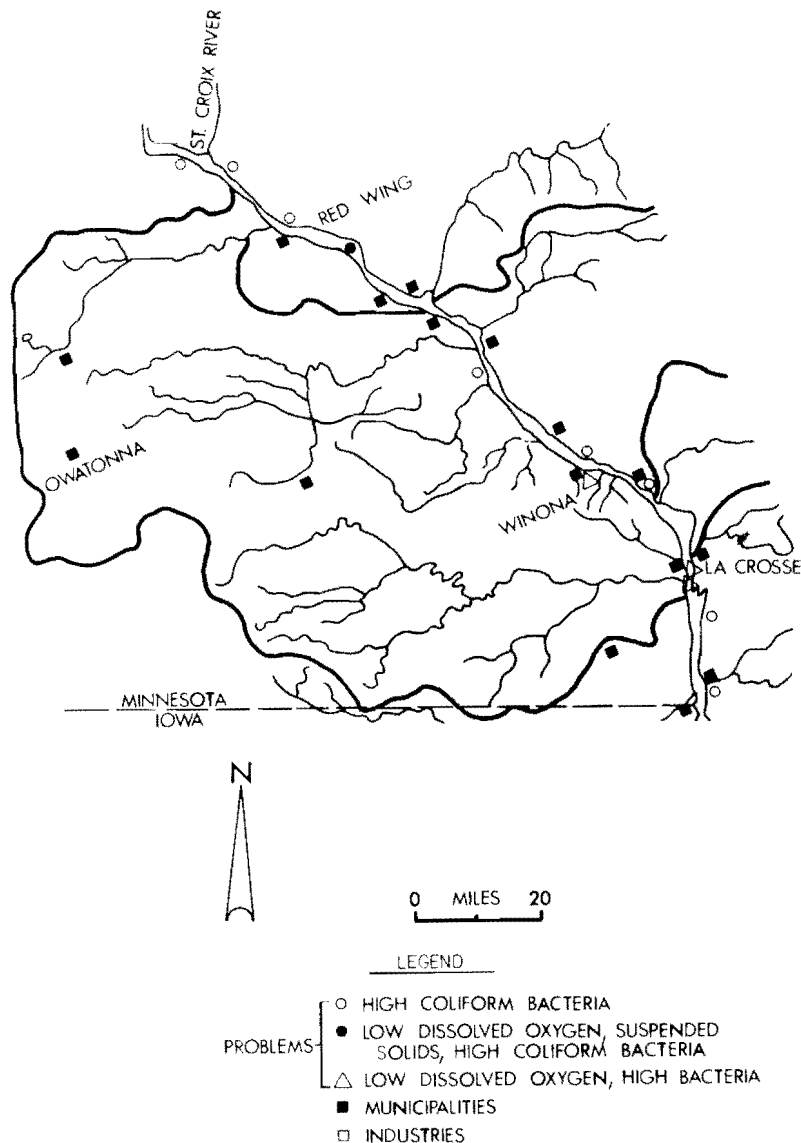 ST. CROIX RIVER
RED WING
OWATONNA
WINONA
LA CROSSE
MINNESOTA
IOWA
N
0 MILES 20
LEGEND
PROBLEMS
○ HIGH COLIFORM BACTERIA
● LOW DISSOLVED OXYGEN, SUSPENDED
SOLIDS, HIGH COLIFORM BACTERIA
△ LOW DISSOLVED OXYGEN, HIGH BACTERIA
■ MUNICIPALITIES
□ INDUSTRIES